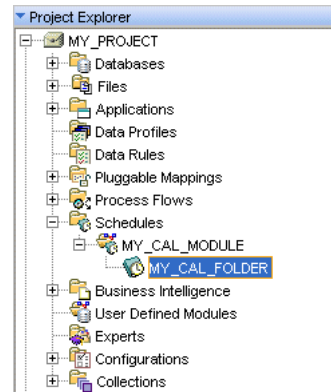 Project Explorer
MY_PROJECT
Databases
Files
Applications
Data Profiles
Data Rules
Pluggable Mappings
Process Flows
Schedules
MY_CAL_MODULE
MY_CAL_FOLDER
Business Intelligence
User Defined Modules
Experts
Configurations
Collections